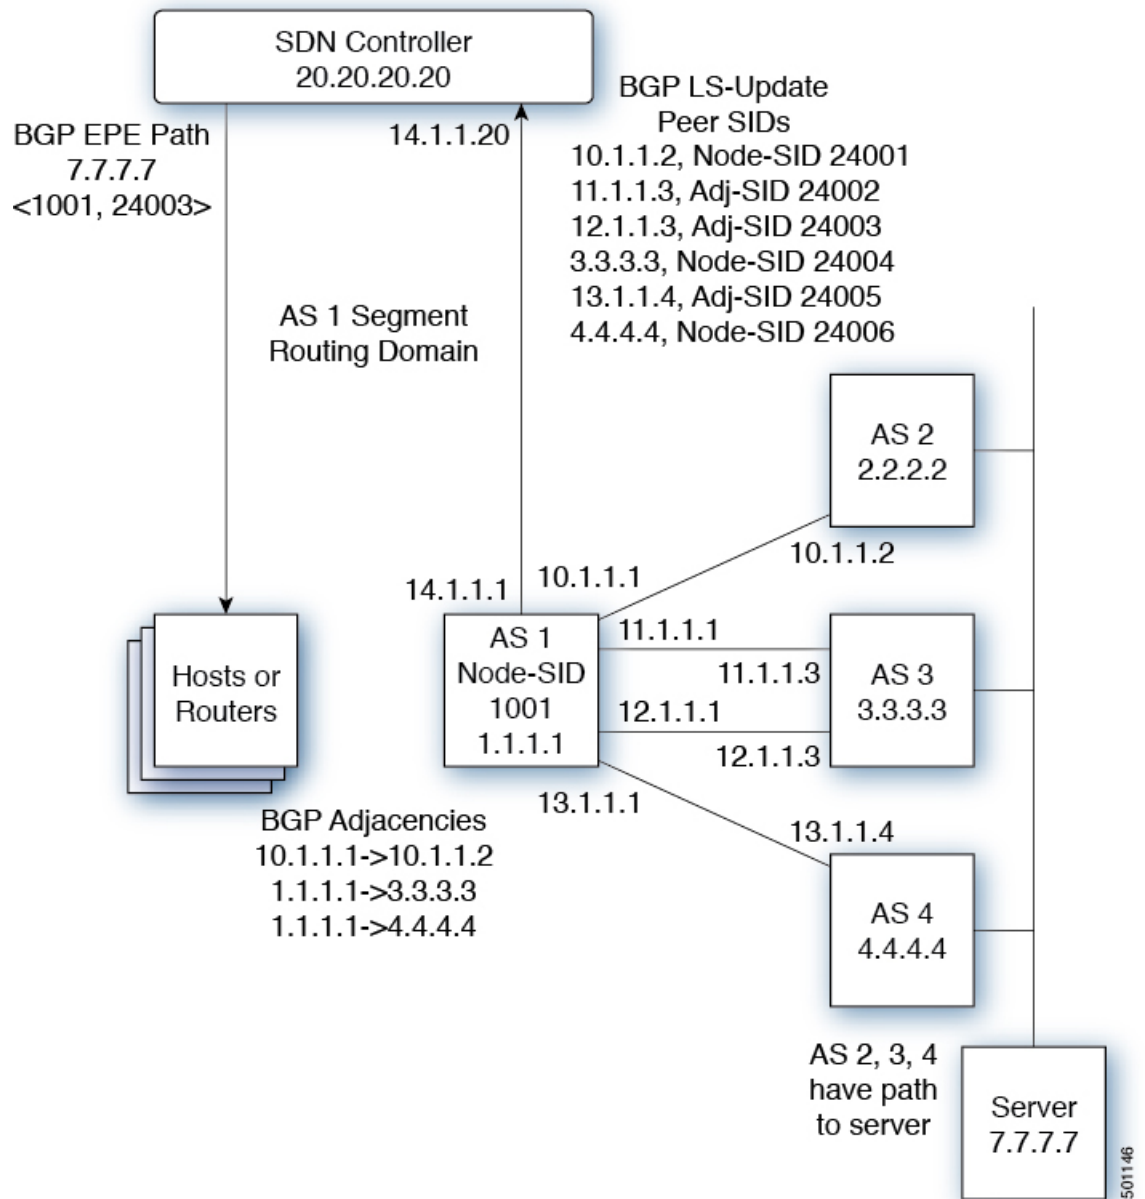 SDN Controller
20.20.20.20
BGP LS-Update
Peer SIDs
10.1.1.2, Node-SID 24001
11.1.1.3, Adj-SID 24002
12.1.1.3, Adj-SID 24003
3.3.3.3, Node-SID 24004
13.1.1.4, Adj-SID 24005
4.4.4.4, Node-SID 24006
BGP EPE Path
7.7.7.7
<1001, 24003>
14.1.1.20
AS 1 Segment
Routing Domain
AS 2
2.2.2.2
10.1.1.2
10.1.1.1
14.1.1.1
Hosts or
Routers
AS 1
Node-SID
1001
1.1.1.1
11.1.1.1
11.1.1.3
12.1.1.1
12.1.1.3
AS 3
3.3.3.3
13.1.1.1
13.1.1.4
BGP Adjacencies
10.1.1.1->10.1.1.2
1.1.1.1->3.3.3.3
1.1.1.1->4.4.4.4
AS 4
4.4.4.4
AS 2, 3, 4
have path
to server
Server
7.7.7.7
501146